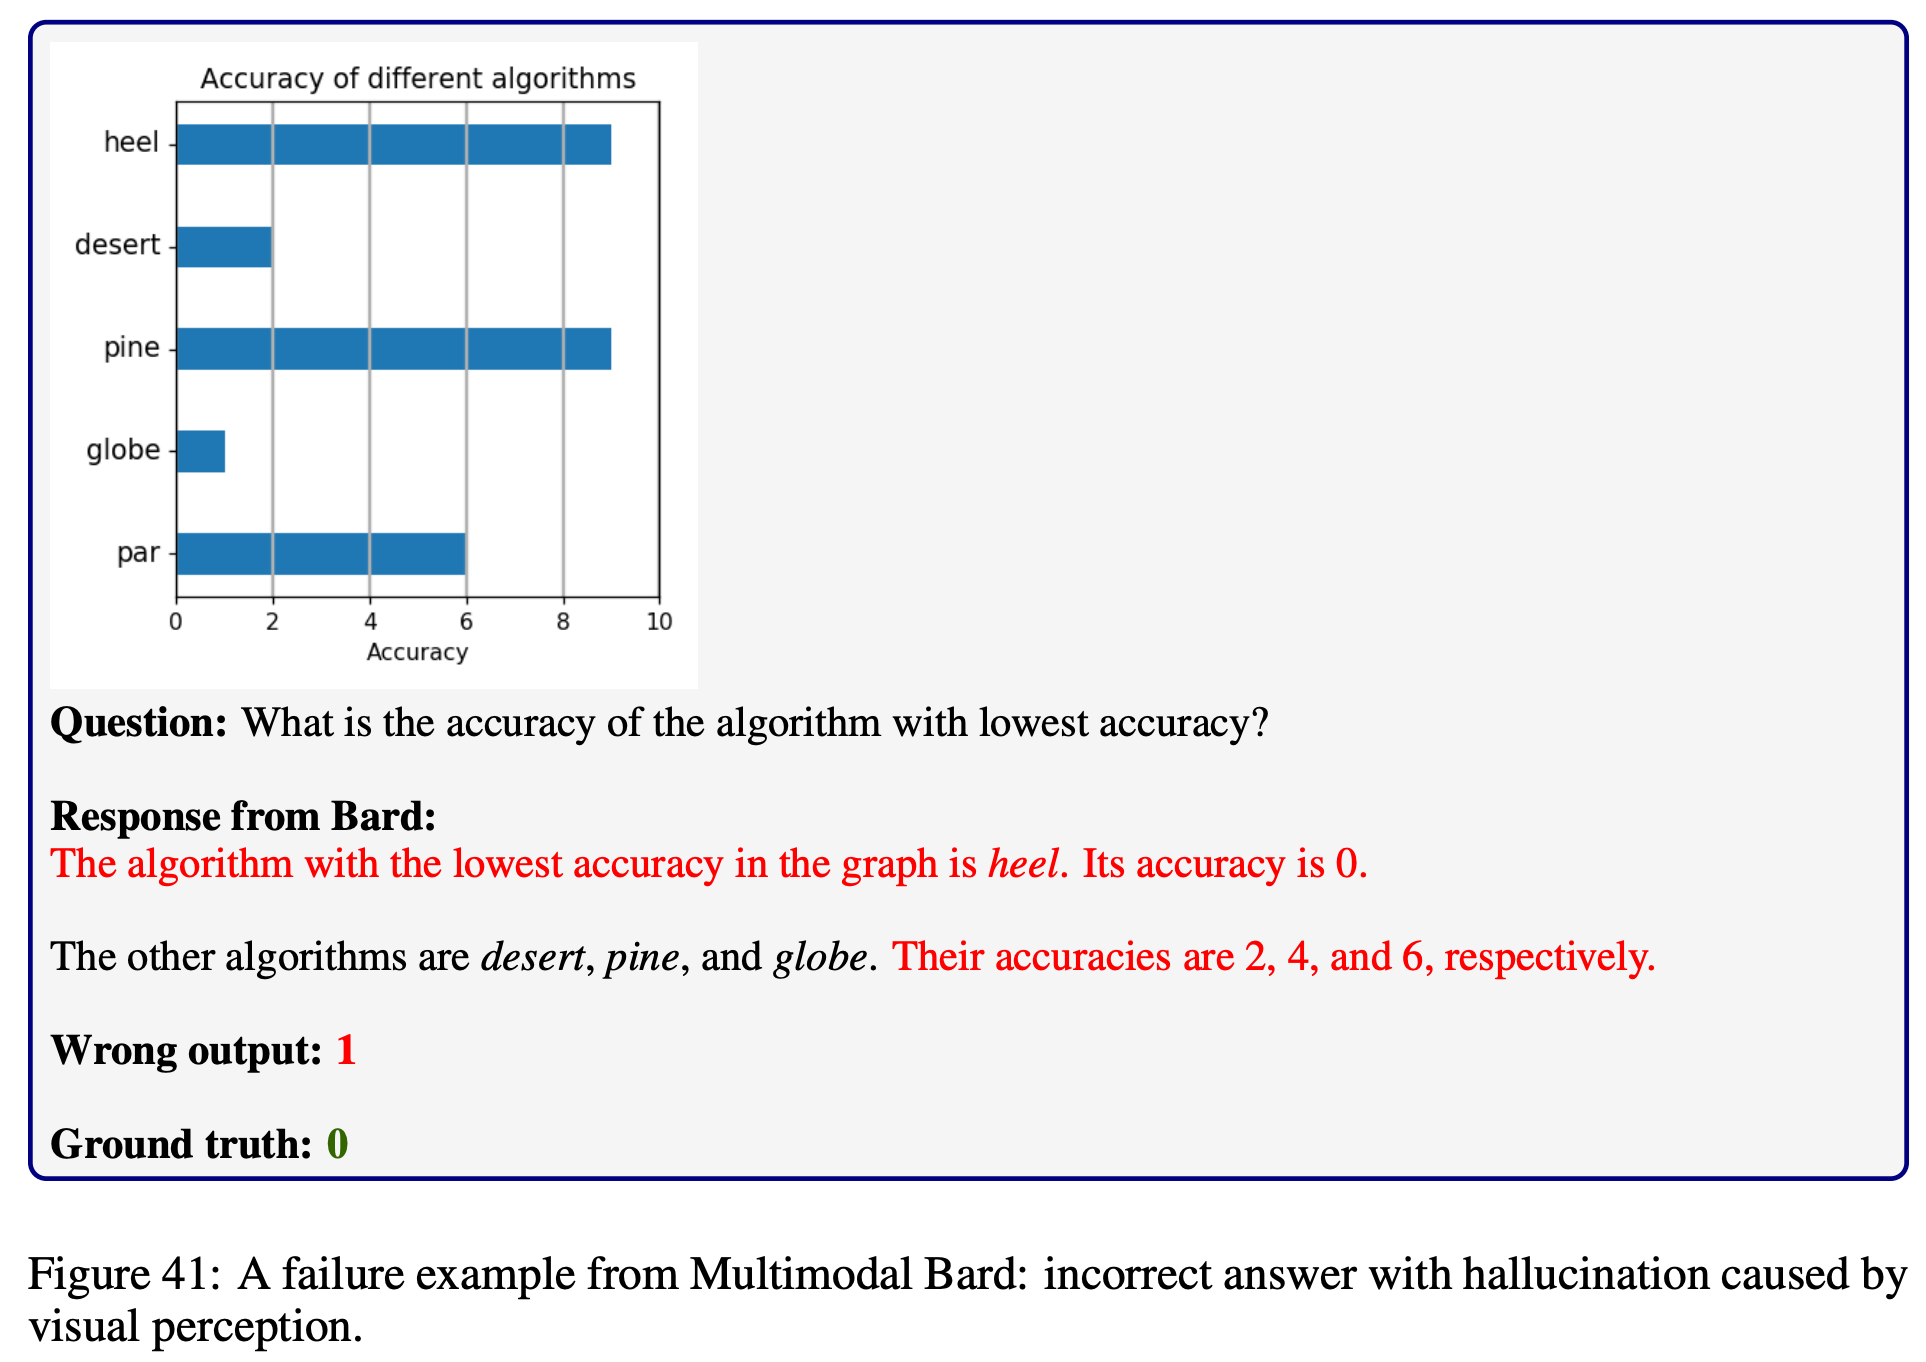 Accuracy of different algorithms
heel
desert
pine
globe
par
0 2 4 6 8 10
Accuracy
Question: What is the accuracy of the algorithm with lowest accuracy?
Response from Bard:
The algorithm with the lowest accuracy in the graph is heel. Its accuracy is 0.
The other algorithms are desert, pine, and globe. Their accuracies are 2, 4, and 6, respectively.
Wrong output: 1
Ground truth: 0
Figure 41: A failure example from Multimodal Bard: incorrect answer with hallucination caused by
visual perception.